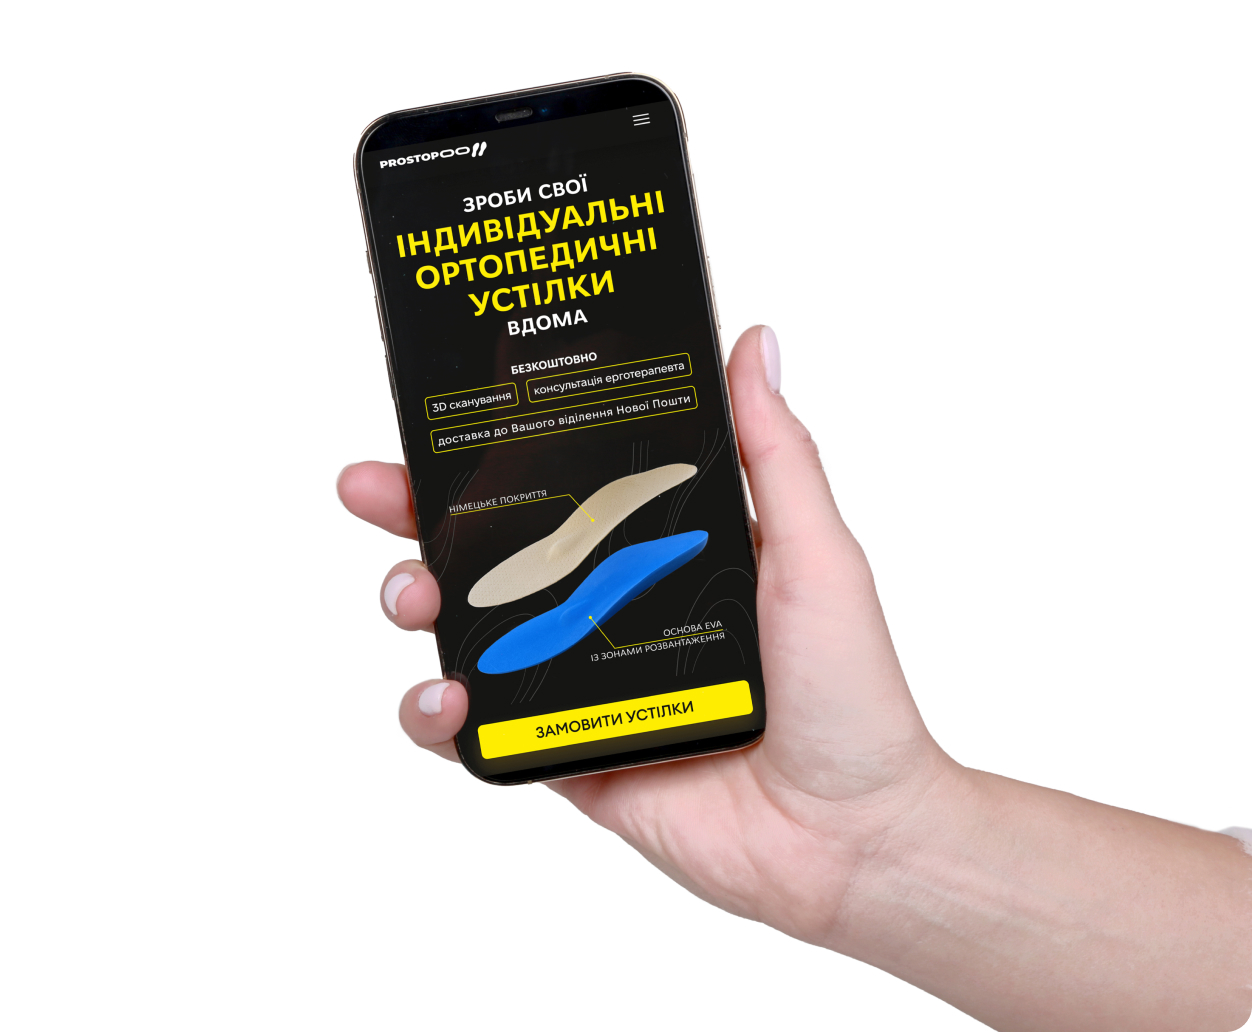 PROSTOPOO
ЗРОБИ СВОЇ
ІНДИВІДУАЛЬНІ
ОРТОПЕДИЧНІ
УСТІЛКИ
ВДОМА
БЕЗКОШТОВНО
3D сканування
консультація ерготерапевта
доставка до Вашого віділення Нової Пошти
НІМЕЦЬКЕ ПОКРИТТЯ
ОСНОВА EVA
ІЗ ЗОНАМИ РОЗВАНТАЖЕННЯ
ЗАМОВИТИ УСТІЛКИ